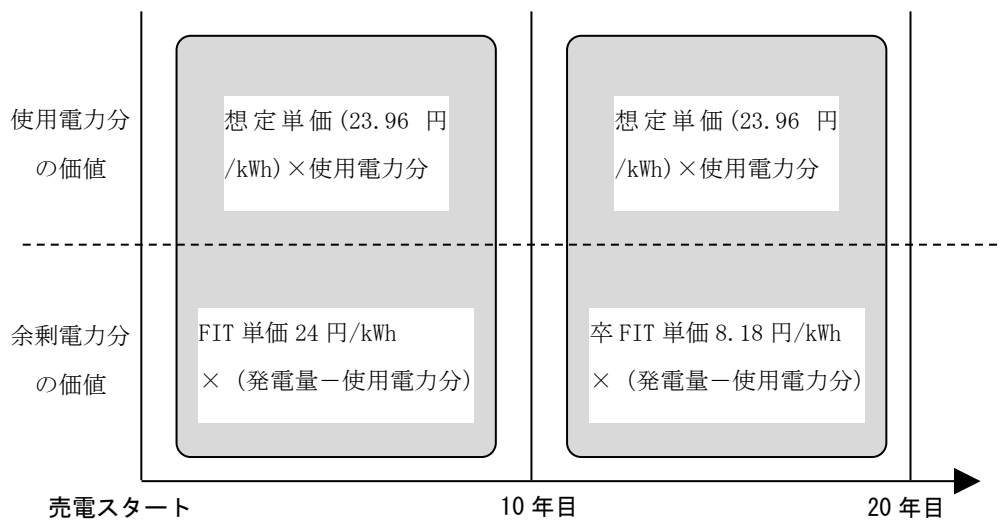 使用電力分
の価値
想定単価(23.96 円
/kWh)×使用電力分
想定単価(23.96 円
/kWh)×使用電力分
余剰電力分
の価値
FIT 単価 24 円/kWh
×（発電量－使用電力分）
卒 FIT 単価 8.18 円/kWh
×（発電量－使用電力分）
売電スタート
10 年目
20 年目